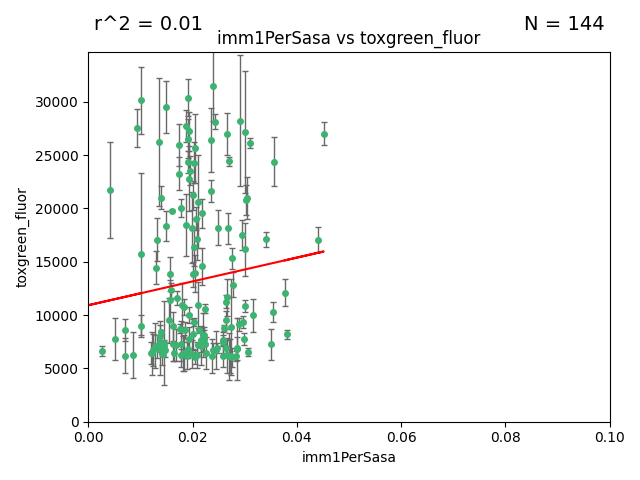 r^2 = 0.01
N = 144
imm1PerSasa vs toxgreen_fluor
toxgreen_fluor
30000
25000
20000
15000
10000
5000
0
0.00 0.02 0.04 0.06 0.08 0.10
imm1PerSasa